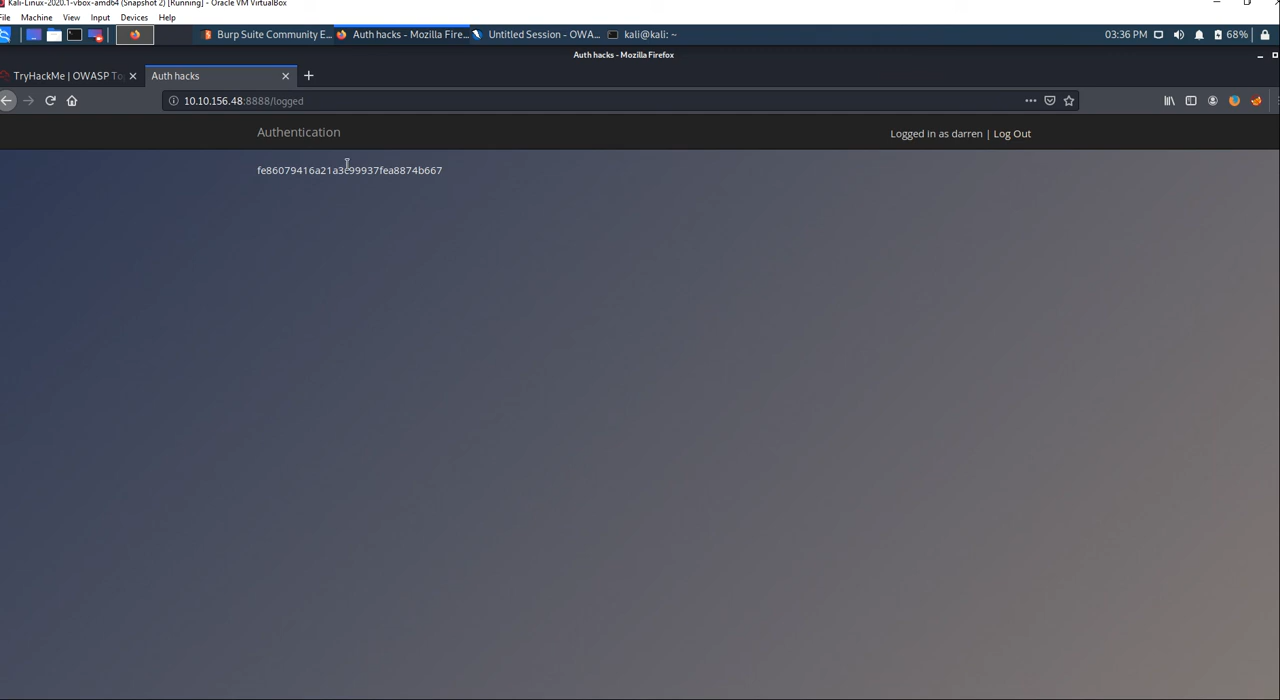 Kali-Linux-2020.1-vbox-amd64 (Snapshot 2) [Running] - Oracle VM VirtualBox
File Machine View Input Devices Help
Burp Suite Community E... Auth hacks - Mozilla Fire... Untitled Session - OWA... kali@kali: ~ 03:36 PM 68%
Auth hacks - Mozilla Firefox
TryHackMe | OWASP To Auth hacks
10.10.156.48:8888/logged
Authentication Logged in as darren | Log Out
fe86079416a21a3c99937fea8874b667